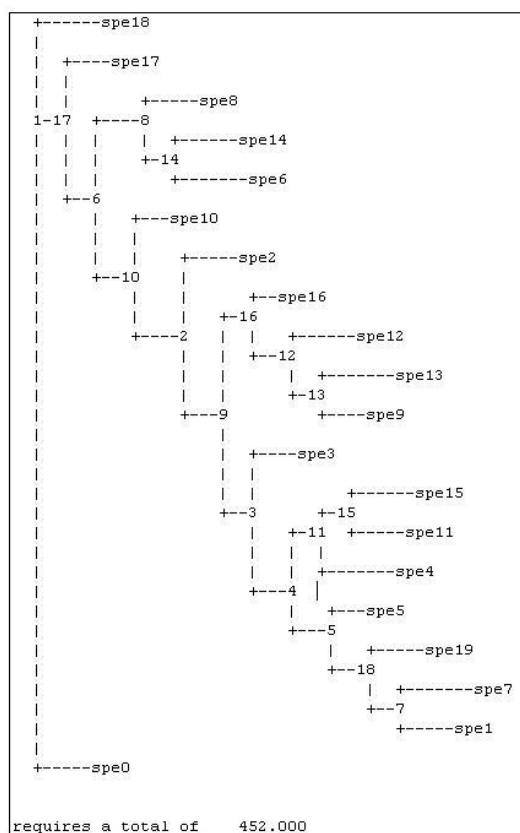 +------spe18
+-----spe17
+------spe8
1-17 +----8
+-------spe14
+-14
+--6 +--------spe6
+---spe10
+------spe2
+--10
+--spe16
+-16
+----2 +-------spe12
+--12
+--------spe13
+-13
+---9 +-----spe9
+----spe3
+-------spe15
+--3 +-15
+-11 +------spe11
+--------spe4
+---4
+---spe5
+---5
+------spe19
+--18
+--------spe7
+--7
+------spe1
+------spe0
requires a total of 452.000